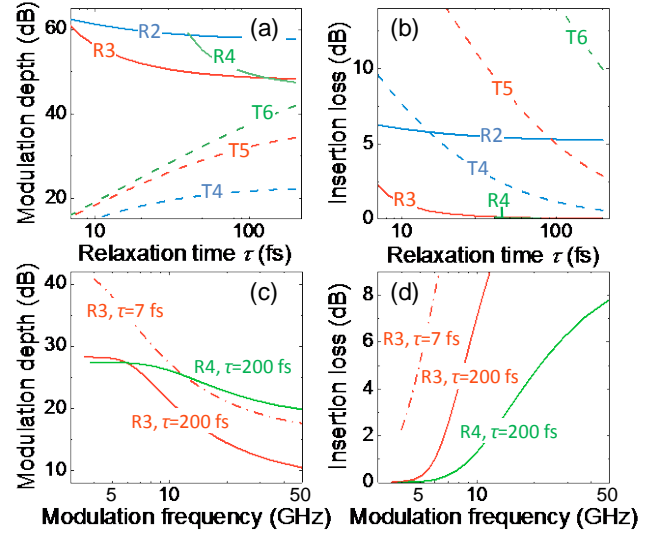 (a)
Modulation depth (dB)
60
40
20
R2
R3
R4
T6
T5
T4
10
100
Relaxation time τ (fs)
(b)
Insertion loss (dB)
10
5
0
T6
T5
R2
T4
R3
R4
10
100
Relaxation time τ (fs)
(c)
Modulation depth (dB)
40
30
20
10
R3, τ=7 fs
R4, τ=200 fs
R3, τ=200 fs
5
10
50
Modulation frequency (GHz)
(d)
Insertion loss (dB)
8
6
4
2
0
R3, τ=7 fs
R3, τ=200 fs
R4, τ=200 fs
5
10
50
Modulation frequency (GHz)